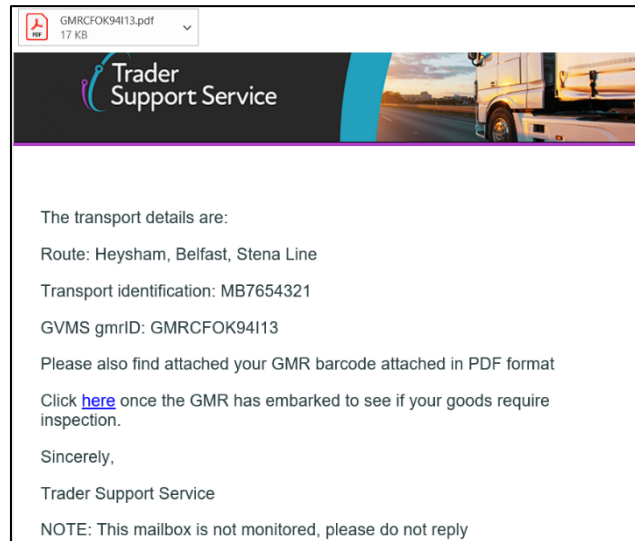 GMRCFOK94I13.pdf
PDF
17 KB
Trader
Support Service
The transport details are:
Route: Heysham, Belfast, Stena Line
Transport identification: MB7654321
GVMS gmrID: GMRCFOK94I13
Please also find attached your GMR barcode attached in PDF format
Click here once the GMR has embarked to see if your goods require
inspection.
Sincerely,
Trader Support Service
NOTE: This mailbox is not monitored, please do not reply